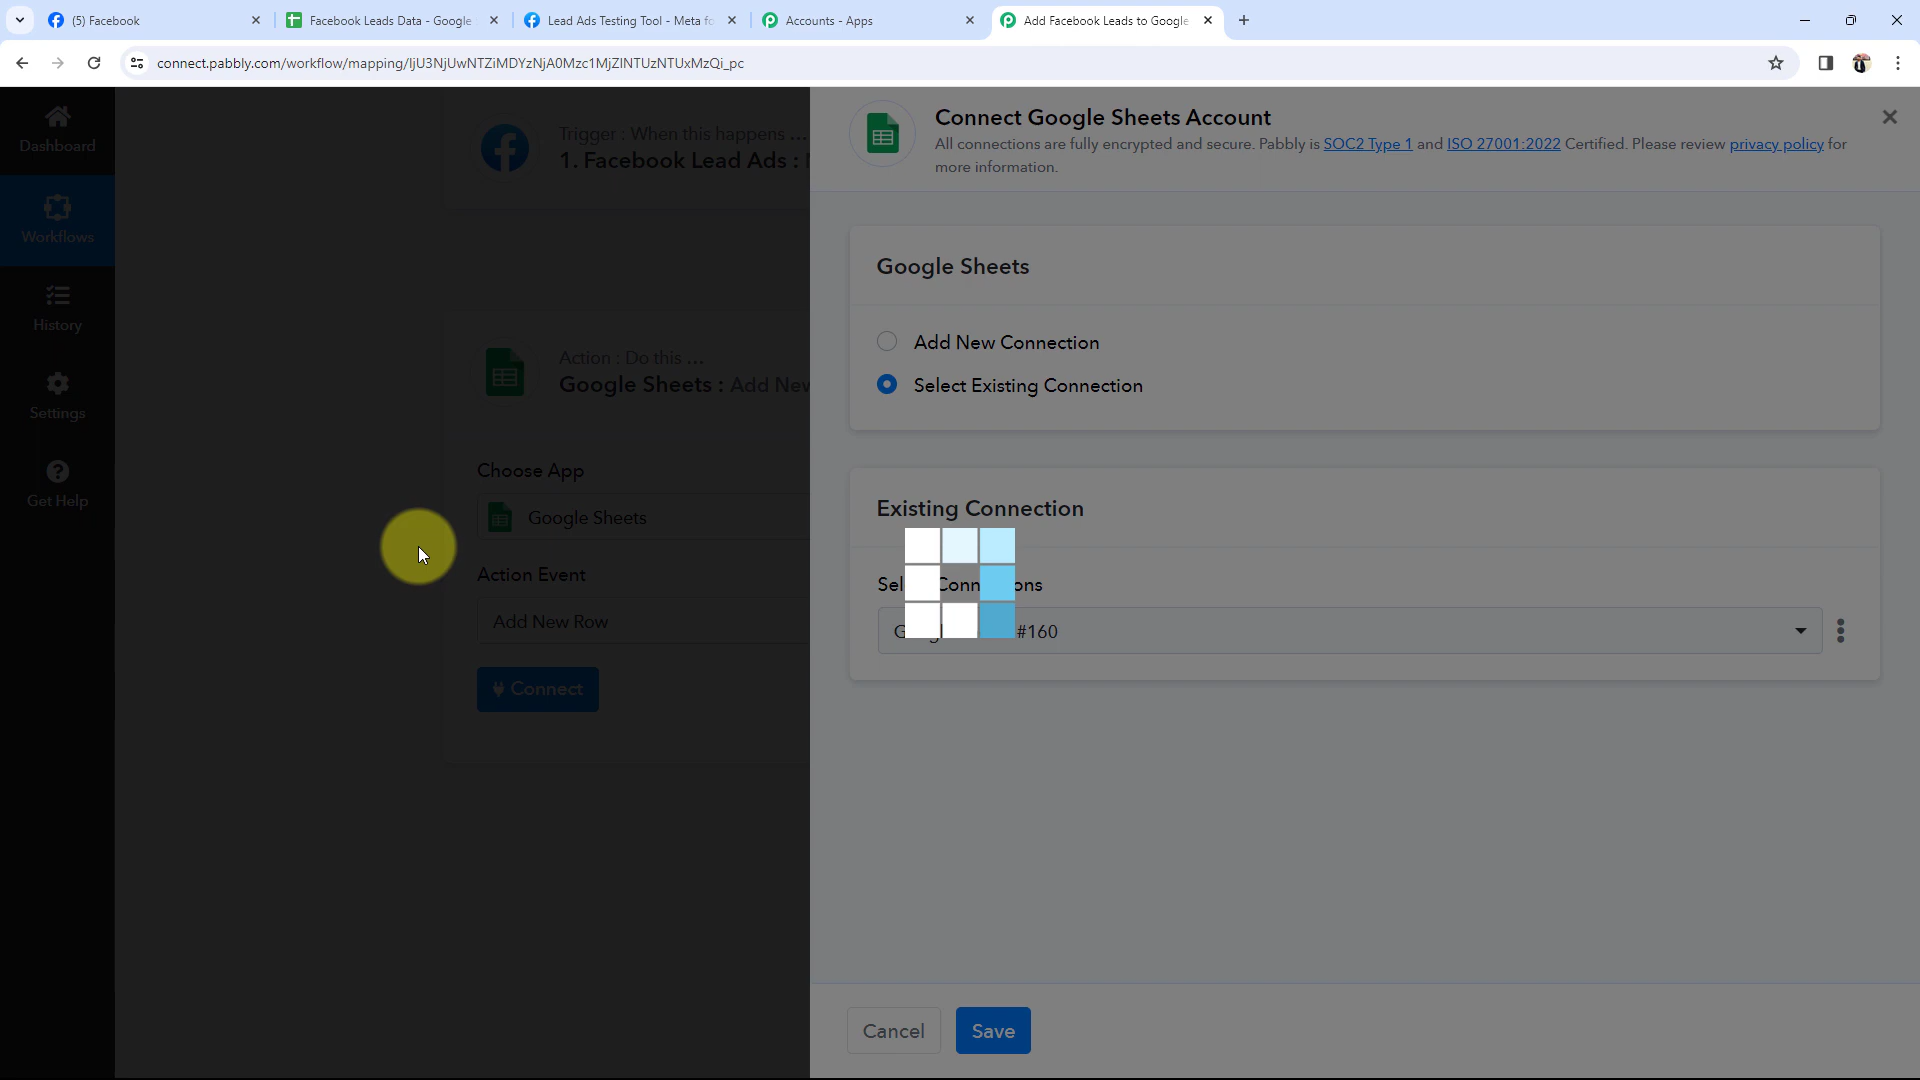 (5) Facebook
Facebook Leads Data - Google
Lead Ads Testing Tool - Meta fo
Accounts - Apps
Add Facebook Leads to Google
connect.pabbly.com/workflow/mapping/IjU3NjUwNTZiMDYzNjA0Mzc1MjZlNTUzNTUxMzQi_pc
Dashboard
Workflows
History
Settings
Get Help
Trigger : When this happens ...
1. Facebook Lead Ads :
Action : Do this ...
Google Sheets : Add New
Choose App
Google Sheets
Action Event
Add New Row
Connect
Connect Google Sheets Account
All connections are fully encrypted and secure. Pabbly is SOC2 Type 1 and ISO 27001:2022 Certified. Please review privacy policy for
more information.
Google Sheets
Add New Connection
Select Existing Connection
Existing Connection
#160
Cancel
Save